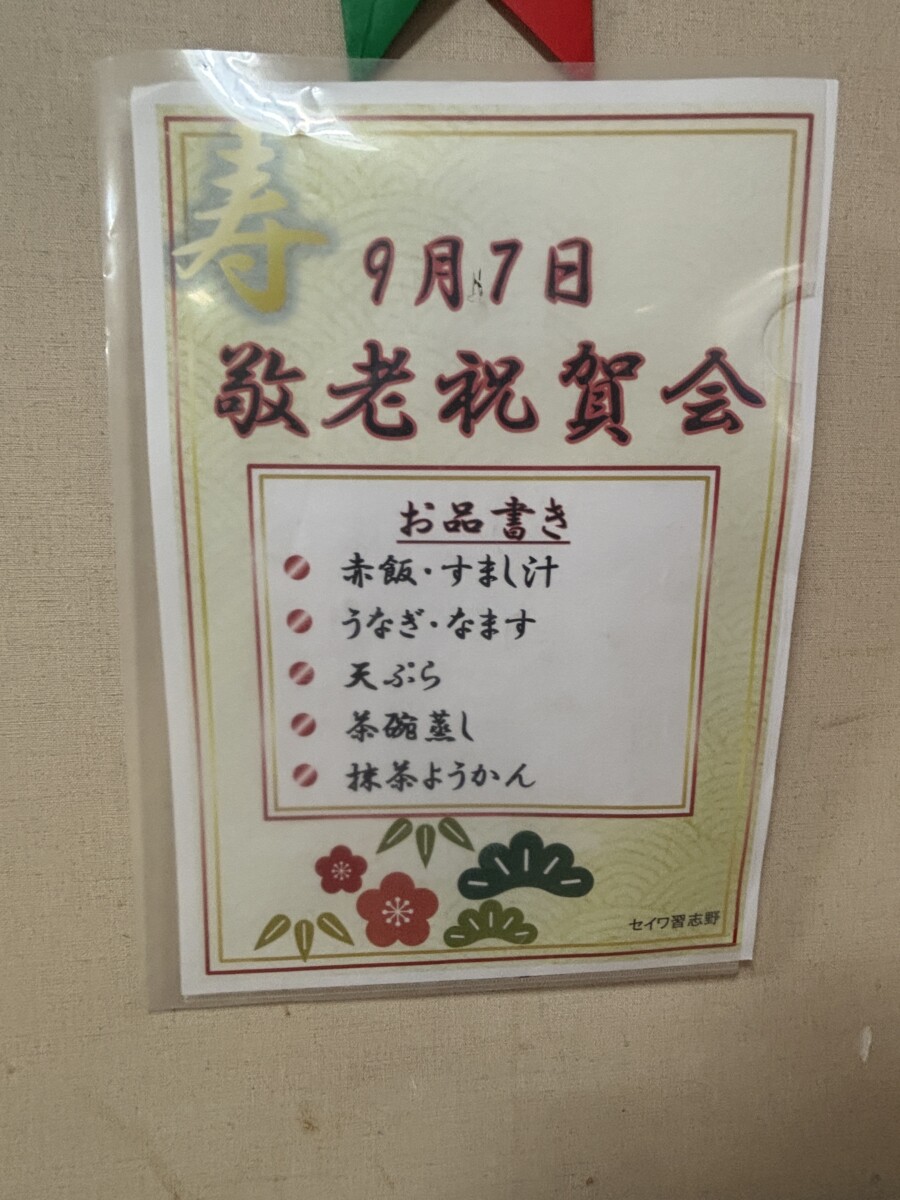 寿
9月7日
敬老祝賀会
お品書き
赤飯・すまし汁
うなぎ・なます
天ぷら
茶碗蒸し
抹茶ようかん
セイワ習志野